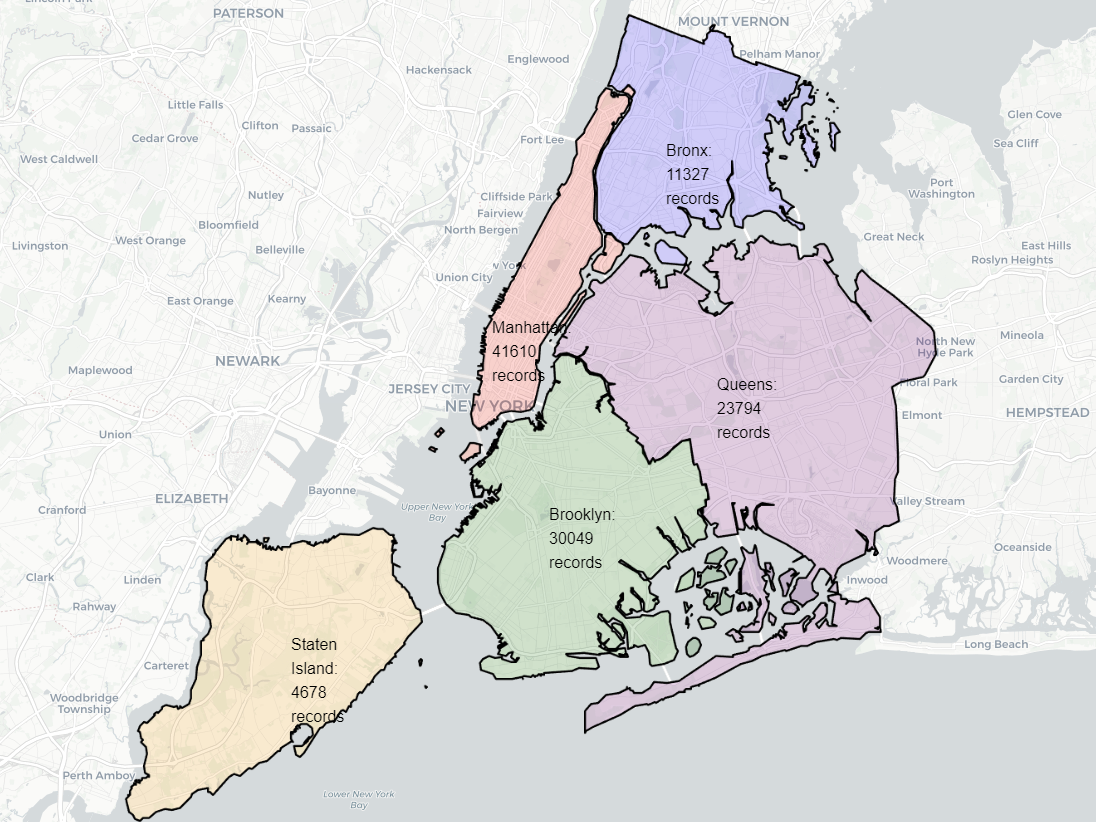 Lincoln Park
PATERSON
MOUNT VERNON
Pelham Manor
Englewood
Hackensack
Little Falls
Glen Cove
Clifton
Passaic
Cedar Grove
Fort Lee
Sea Cliff
West Caldwell
Bronx:
11327
records
Port
Washington
Nutley
Cliffside Park
Fairview
Bloomfield
North Bergen
Great Neck
Livingston
West Orange
Belleville
East Hills
Roslyn Heights
w York
Union City
East Orange
Kearny
Manhattan:
41610
records
Mineola
North New
Hyde Park
NEWARK
Maplewood
JERSEY CITY
NEW YORK
Queens:
23794
records
Floral Park
Garden City
Elmont
HEMPSTEAD
Union
Bayonne
ELIZABETH
Valley Stream
Cranford
Upper New York
Bay
Brooklyn:
30049
records
Oceanside
Woodmere
Inwood
Clark
Linden
Rahway
Long Beach
Staten
Island:
4678
records
Carteret
Woodbridge
Township
Perth Amboy
Lower New York
Bay